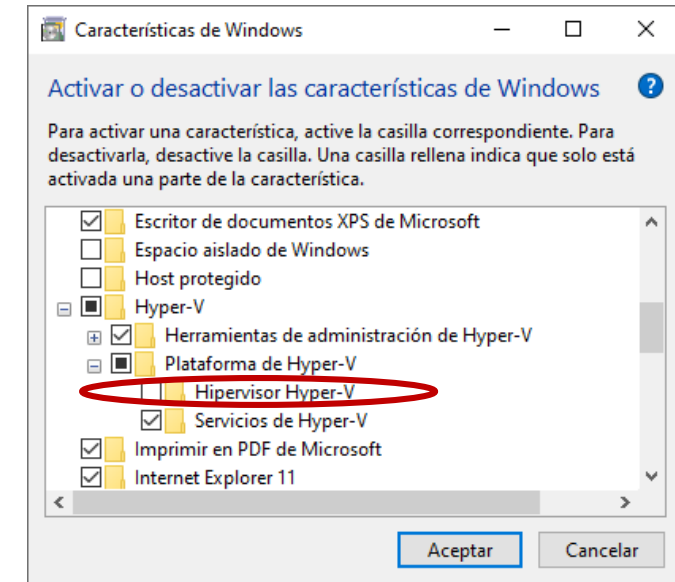 Características de Windows
Activar o desactivar las características de Windows
Para activar una característica, active la casilla correspondiente. Para
desactivarla, desactive la casilla. Una casilla rellena indica que solo está
activada una parte de la característica.
Escritor de documentos XPS de Microsoft
Espacio aislado de Windows
Host protegido
Hyper-V
Herramientas de administración de Hyper-V
Plataforma de Hyper-V
Hipervisor Hyper-V
Servicios de Hyper-V
Imprimir en PDF de Microsoft
Internet Explorer 11
Aceptar Cancelar